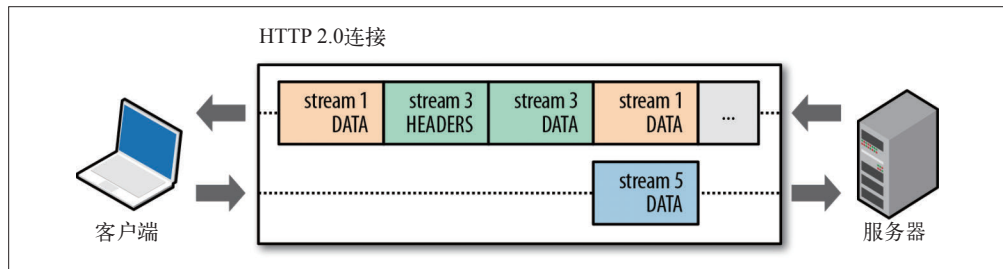 HTTP 2.0连接
stream 1
DATA
stream 3
HEADERS
stream 3
DATA
stream 1
DATA
...
stream 5
DATA
客户端
服务器